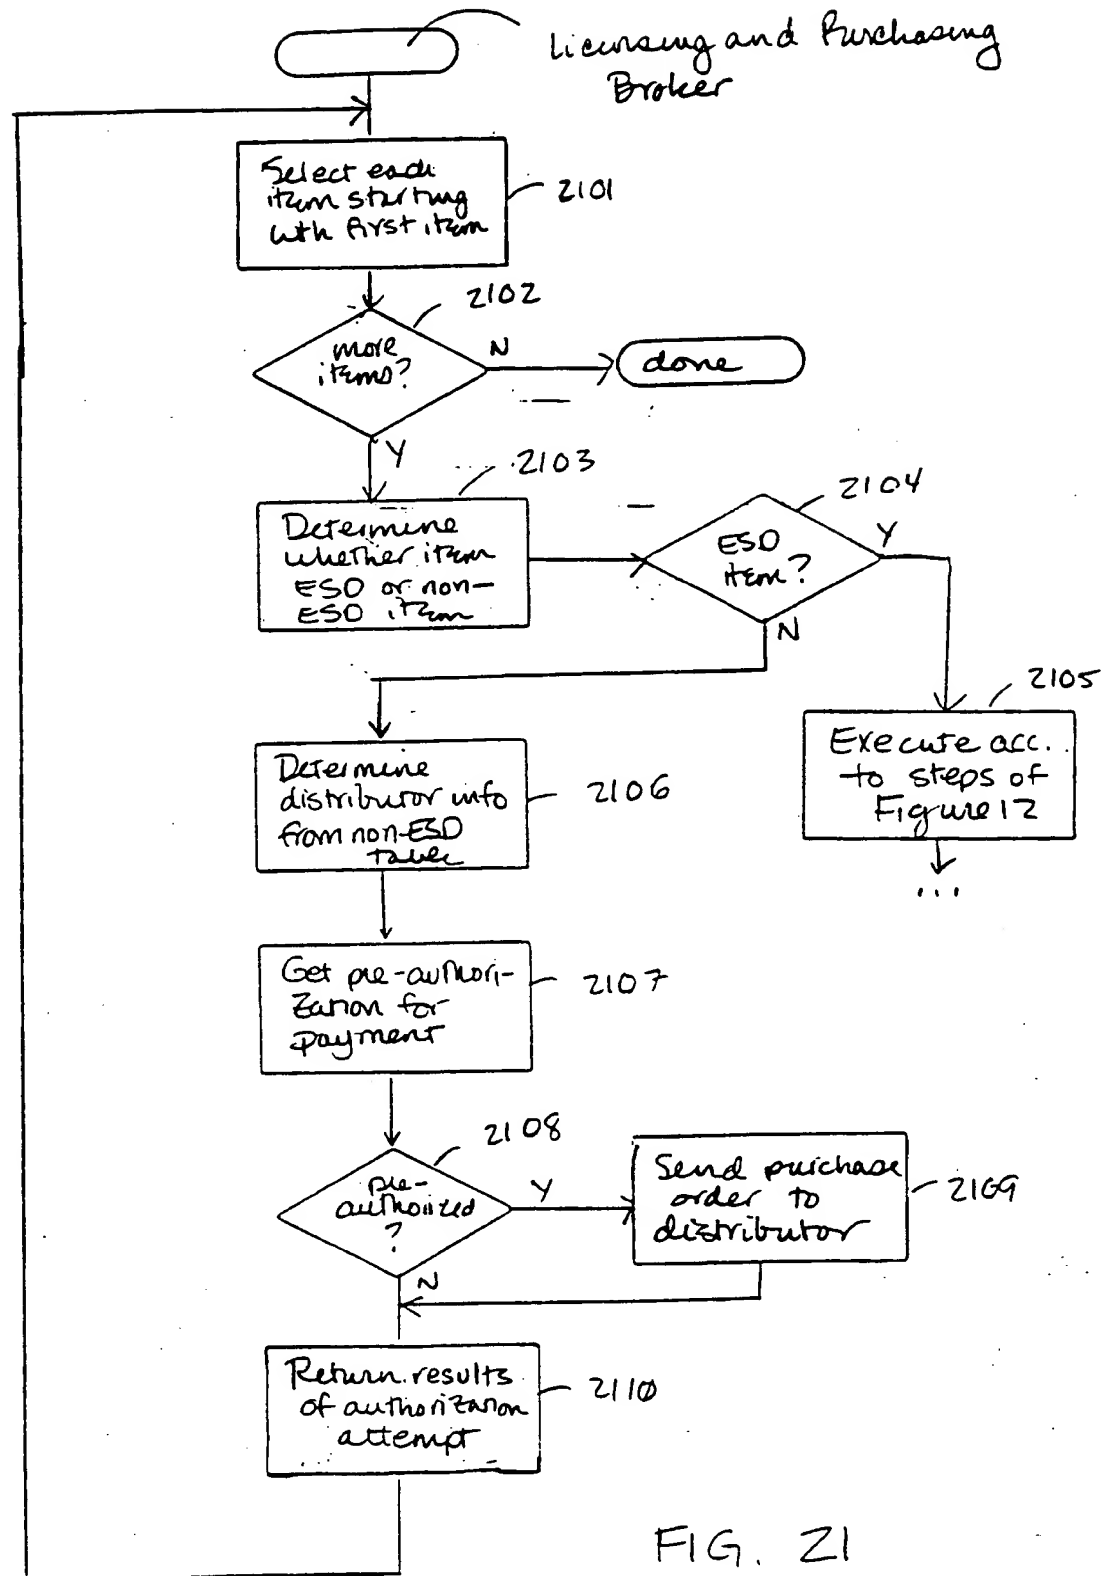 Licensing and Purchasing
Broker
Select each
item starting
with first item
2101
2102
more
items?
N
done
Y
2103
Determine
whether item
ESD or non-
ESD item
2104
ESD
item?
Y
N
2105
Execute acc.
to steps of
Figure 12
...
Determine
distributor info
from non-ESD
table
2106
Get pre-authori-
zation for
payment
2107
2108
pre-
authorized
?
Y
N
Send purchase
order to
distributor
2109
Return results
of authorization
attempt
2110
FIG. 21